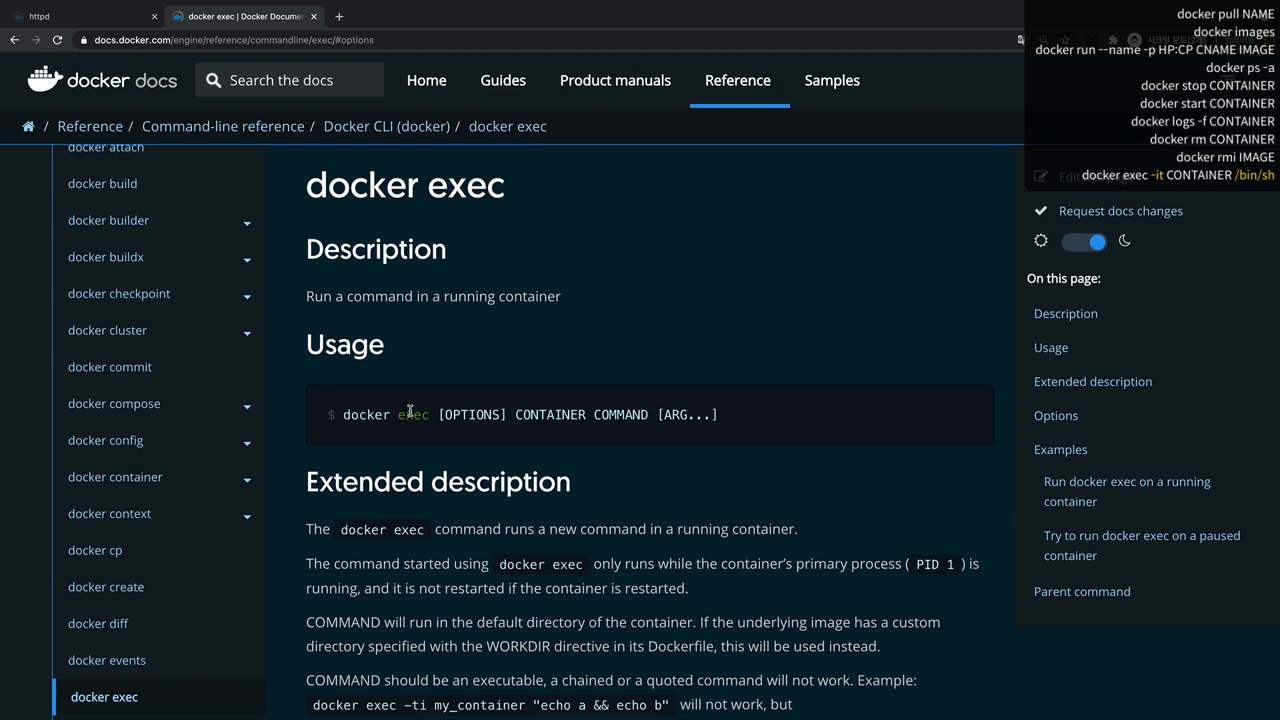 httpd
docker exec | Docker Documen
docs.docker.com/engine/reference/commandline/exec/#options
docker pull NAME
docker images
docker run --name -p HP:CP CNAME IMAGE
docker ps -a
docker stop CONTAINER
docker start CONTAINER
docker logs -f CONTAINER
docker rm CONTAINER
docker rmi IMAGE
docker exec -it CONTAINER /bin/sh
docker docs
Search the docs
Home
Guides
Product manuals
Reference
Samples
/ Reference / Command-line reference / Docker CLI (docker) / docker exec
docker attach
docker build
docker builder
docker buildx
docker checkpoint
docker cluster
docker commit
docker compose
docker config
docker container
docker context
docker cp
docker create
docker diff
docker events
docker exec
docker exec
Description
Run a command in a running container
Usage
$ docker exec [OPTIONS] CONTAINER COMMAND [ARG...]
Extended description
The docker exec command runs a new command in a running container.
The command started using docker exec only runs while the container’s primary process ( PID 1 ) is
running, and it is not restarted if the container is restarted.
COMMAND will run in the default directory of the container. If the underlying image has a custom
directory specified with the WORKDIR directive in its Dockerfile, this will be used instead.
COMMAND should be an executable, a chained or a quoted command will not work. Example:
docker exec -ti my_container "echo a && echo b" will not work, but
Request docs changes
On this page:
Description
Usage
Extended description
Options
Examples
Run docker exec on a running
container
Try to run docker exec on a paused
container
Parent command